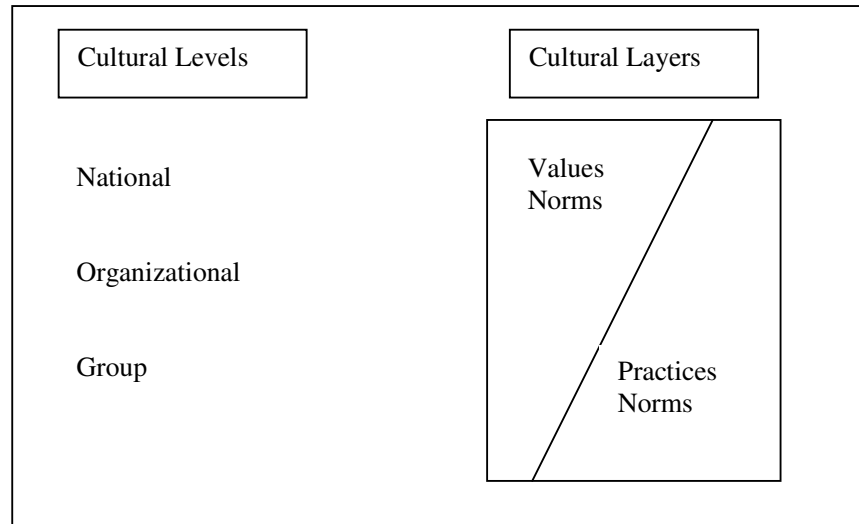 Cultural Levels
Cultural Layers
National
Organizational
Group
Values
Norms
Practices
Norms